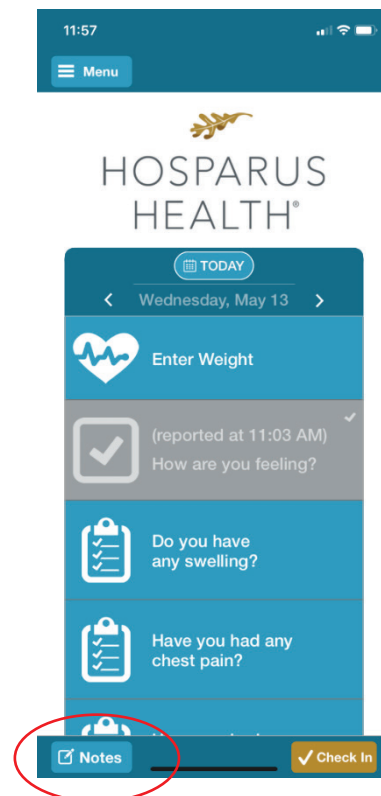 11:57
Menu
HOSPARUS
HEALTH®
TODAY
Wednesday, May 13
Enter Weight
(reported at 11:03 AM)
How are you feeling?
Do you have
any swelling?
Have you had any
chest pain?
Notes
Check In